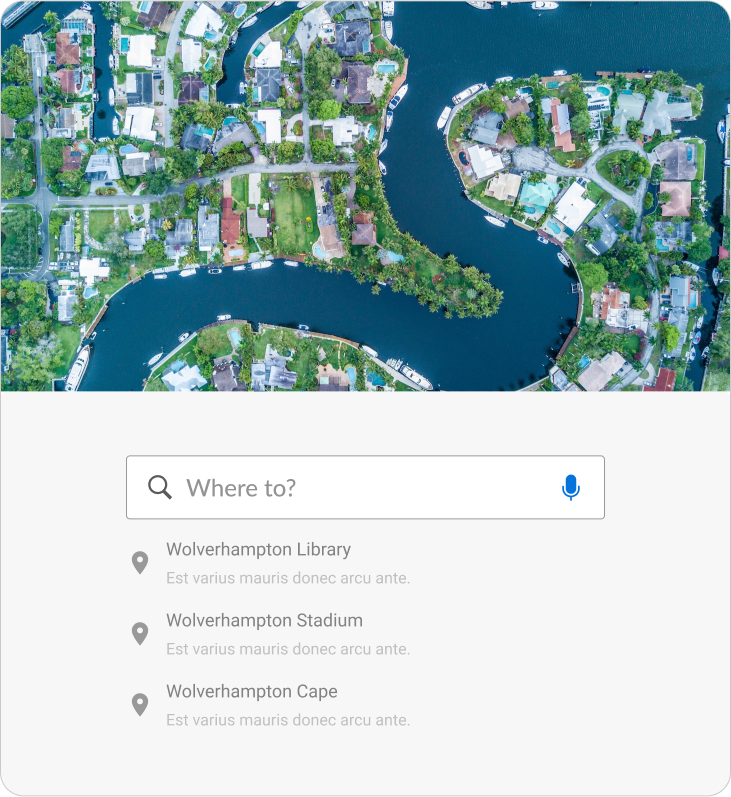 Where to?
Wolverhampton Library
Est varius mauris donec arcu ante.
Wolverhampton Stadium
Est varius mauris donec arcu ante.
Wolverhampton Cape
Est varius mauris donec arcu ante.